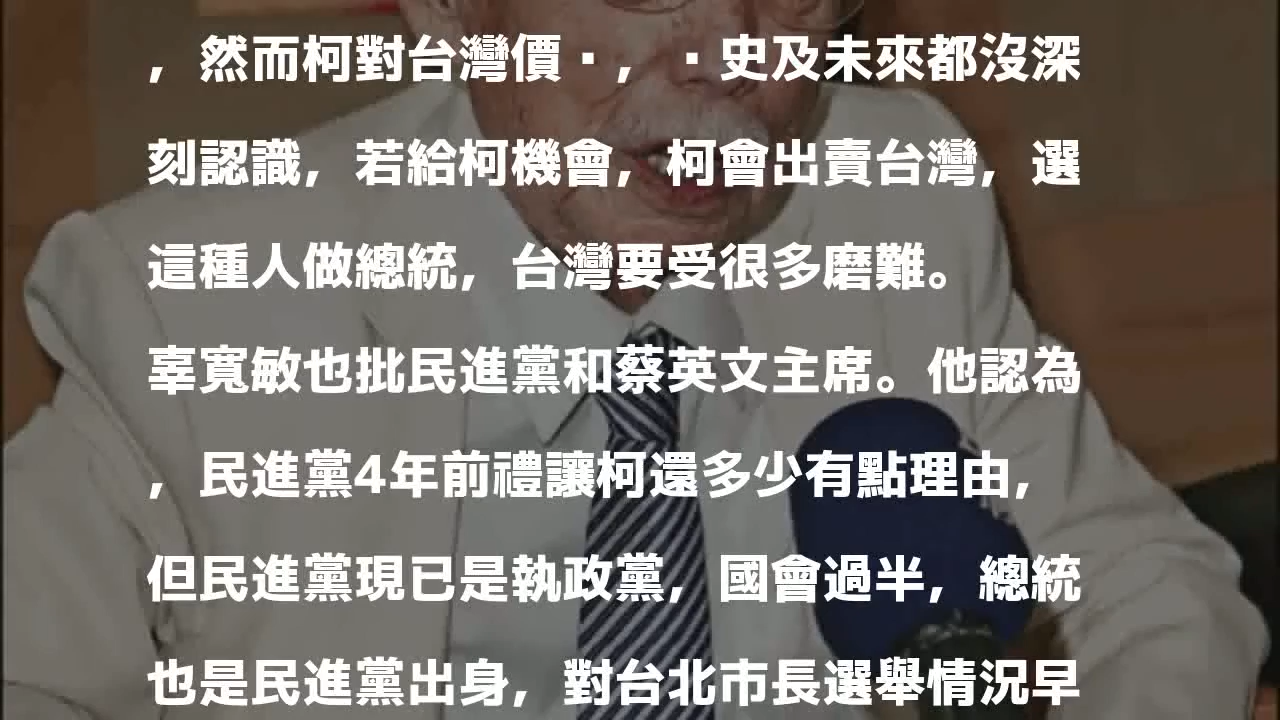 ，然而柯對台灣價▪，▪史及未來都沒深
刻認識，若給柯機會，柯會出賣台灣，選
這種人做總統，台灣要受很多磨難。
辜寬敏也批民進黨和蔡英文主席。他認為
，民進黨4年前禮讓柯還多少有點理由，
但民進黨現已是執政黨，國會過半，總統
也是民進黨出身，對台北市長選舉情況早